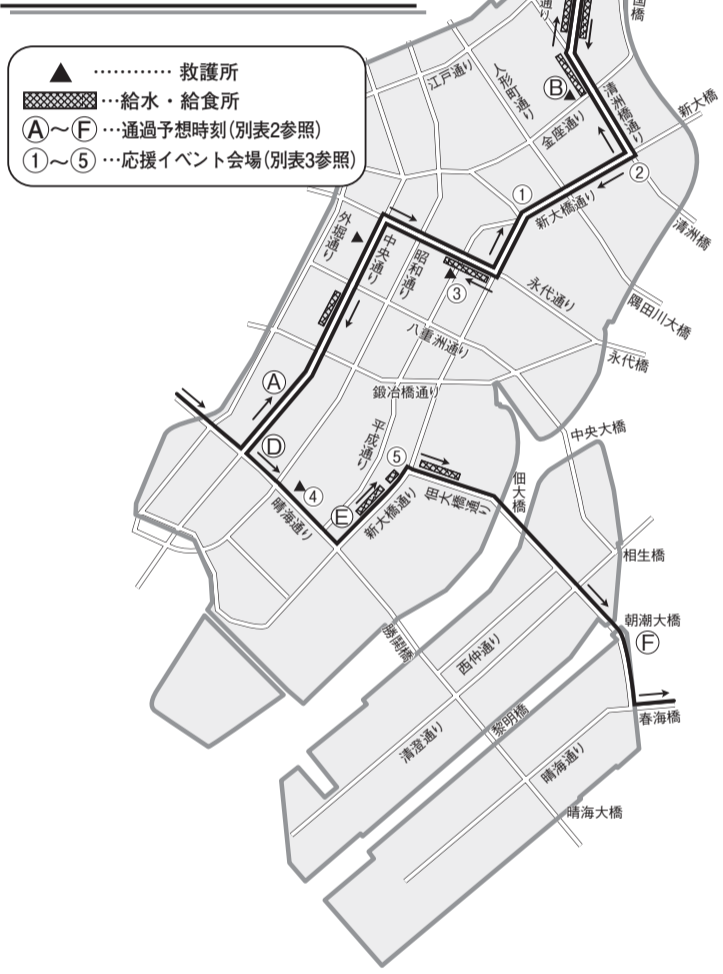 ▲ ………… 救護所
…給水・給食所
Ⓐ～Ⓕ…通過予想時刻(別表2参照)
①～⑤…応援イベント会場(別表3参照)
通り
国橋
江戸通り
人形町通り
Ⓑ
清洲橋通り
金座通り
新大橋
②
①
新大橋通り
清洲橋
外堀通り
中央通り
昭和通り
③
永代通り
隅田川大橋
八重洲通り
永代橋
Ⓐ
鍛冶橋通り
中央大橋
Ⓓ
平成通り
⑤
佃大橋
④
晴海通り
Ⓔ
新大橋通り
佃大橋通り
相生橋
朝潮大橋
Ⓕ
勝鬨橋
西仲通り
春海橋
清澄通り
黎明橋
晴海通り
晴海大橋